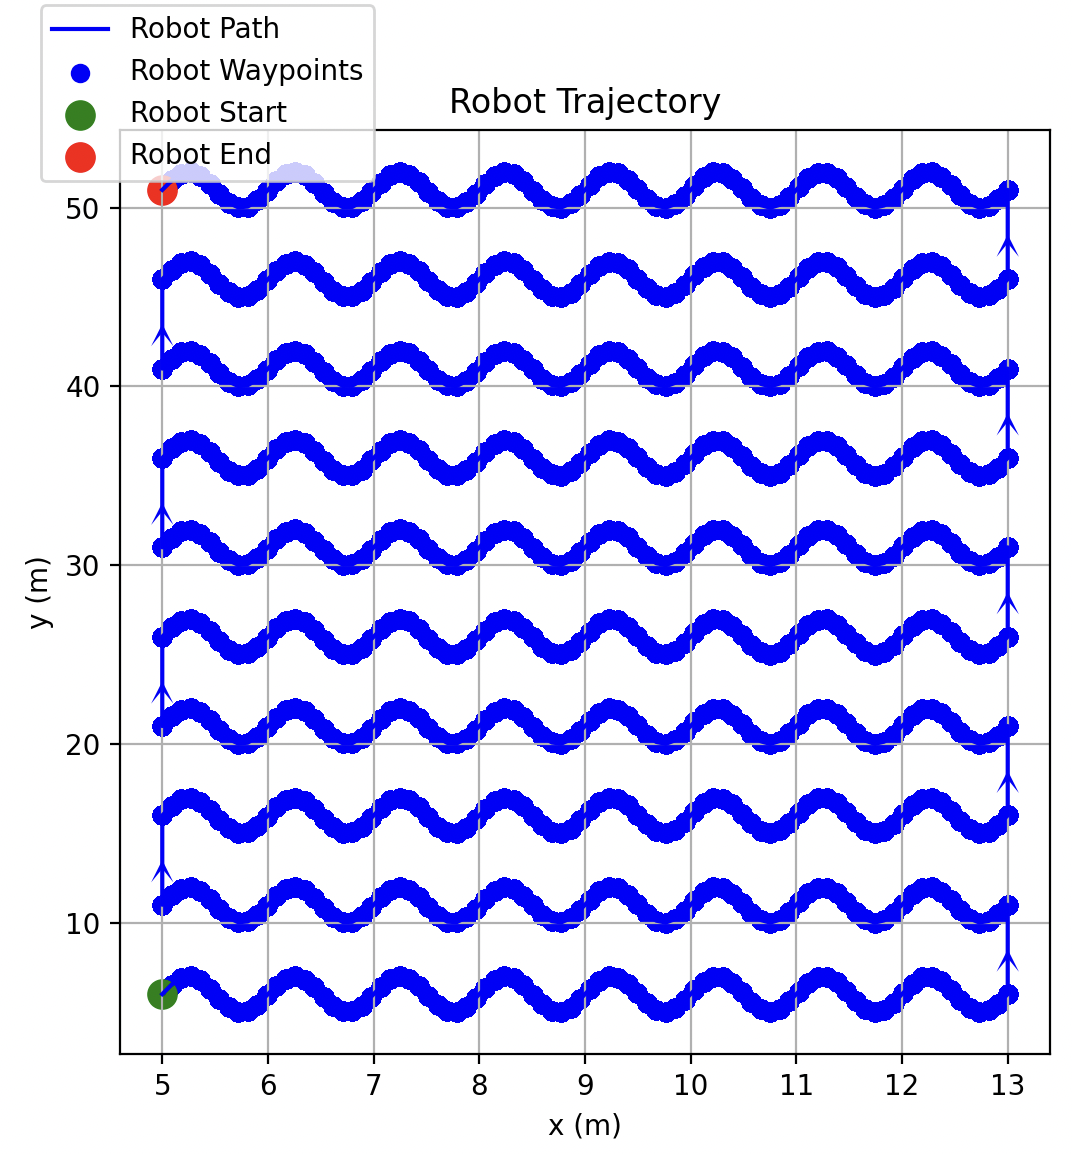 Robot Path
Robot Waypoints
Robot Start
Robot End
Robot Trajectory
50
40
30
20
10
y (m)
5 6 7 8 9 10 11 12 13
x (m)